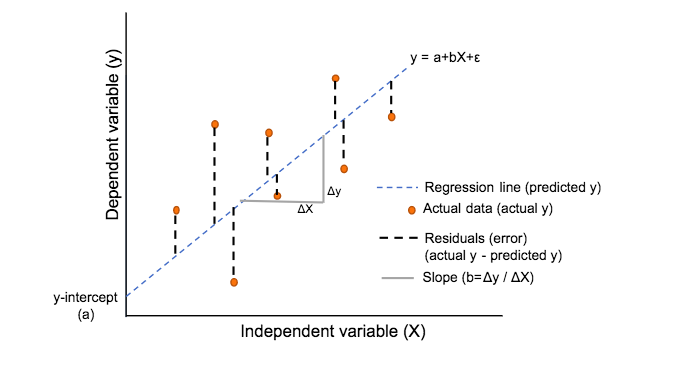 y = a+bX+ε
Dependent variable (y)
Δy
ΔX
Regression line (predicted y)
Actual data (actual y)
Residuals (error)
(actual y - predicted y)
Slope (b=Δy / ΔX)
y-intercept
(a)
Independent variable (X)